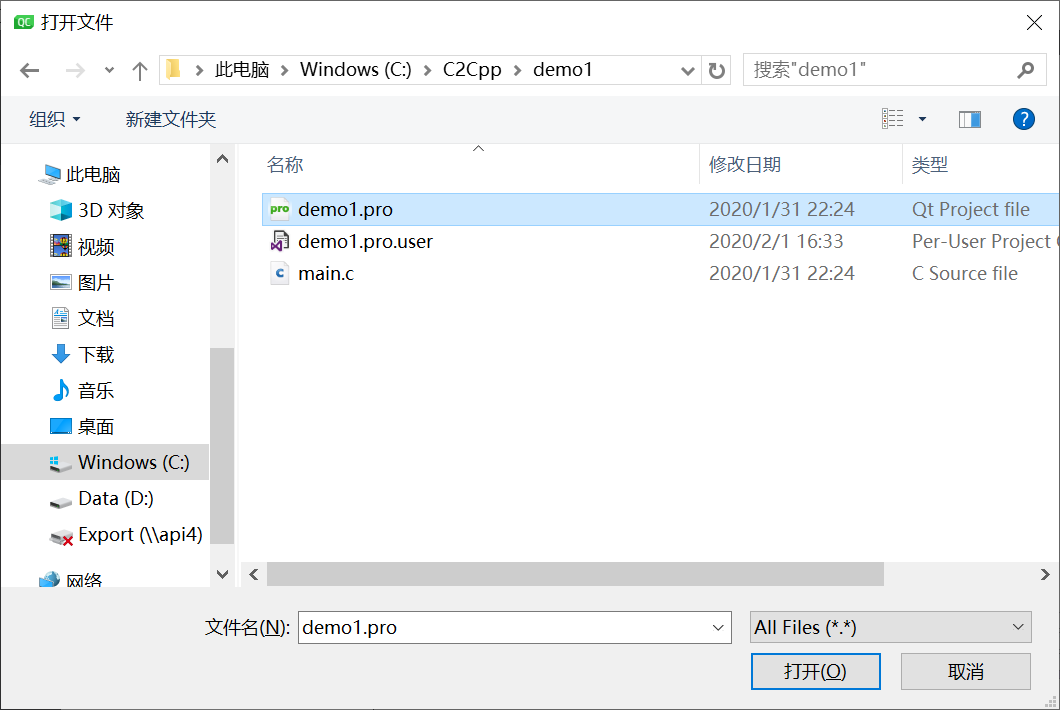 QC 打开文件
此电脑 Windows (C:) C2Cpp demo1 搜索"demo1"
组织 新建文件夹 ?
名称 修改日期 类型
此电脑
3D 对象
视频
图片
文档
下载
音乐
桌面
Windows (C:)
Data (D:)
Export (\\api4)
网络
pro demo1.pro 2020/1/31 22:24 Qt Project file
demo1.pro.user 2020/2/1 16:33 Per-User Project
C main.c 2020/1/31 22:24 C Source file
文件名(N): demo1.pro All Files (*.*)
打开(O) 取消